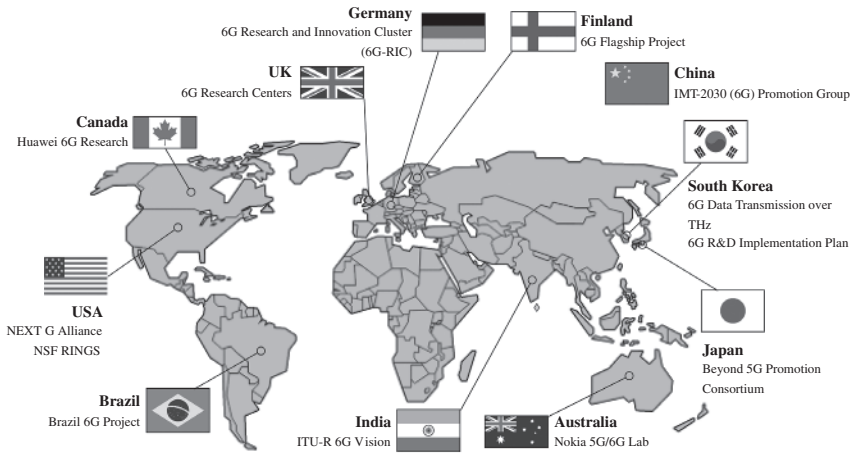 Germany
6G Research and Innovation Cluster
(6G-RIC)
Finland
6G Flagship Project
UK
6G Research Centers
China
IMT-2030 (6G) Promotion Group
Canada
Huawei 6G Research
South Korea
6G Data Transmission over
THz
6G R&D Implementation Plan
USA
NEXT G Alliance
NSF RINGS
Japan
Beyond 5G Promotion
Consortium
Brazil
Brazil 6G Project
India
ITU-R 6G Vision
Australia
Nokia 5G/6G Lab